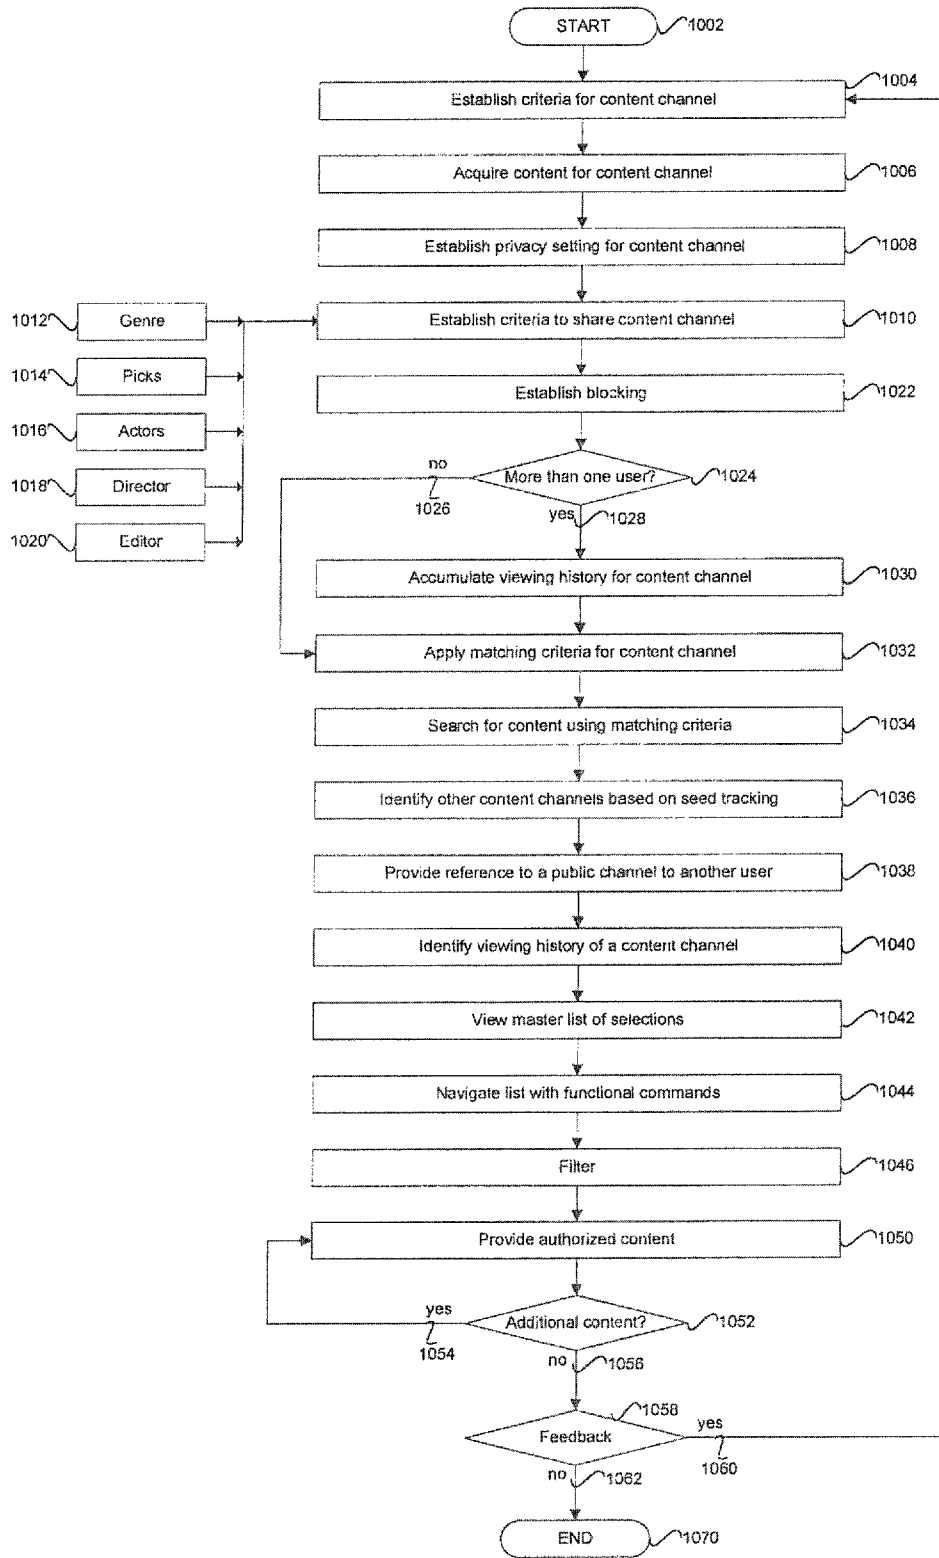 START 1002
1004
Establish criteria for content channel
Acquire content for content channel 1006
Establish privacy setting for content channel 1008
1012 Genre Establish criteria to share content channel 1010
1014 Picks Establish blocking 1022
1016 Actors
no More than one user? 1024
1018 Director 1026 yes 1028
1020 Editor
Accumulate viewing history for content channel 1030
Apply matching criteria for content channel 1032
Search for content using matching criteria 1034
Identify other content channels based on seed tracking 1036
Provide reference to a public channel to another user 1038
Identify viewing history of a content channel 1040
View master list of selections 1042
Navigate list with functional commands 1044
Filter 1046
Provide authorized content 1050
yes Additional content? 1052
1054 no 1056
1058
Feedback yes
1060
no 1062
END 1070